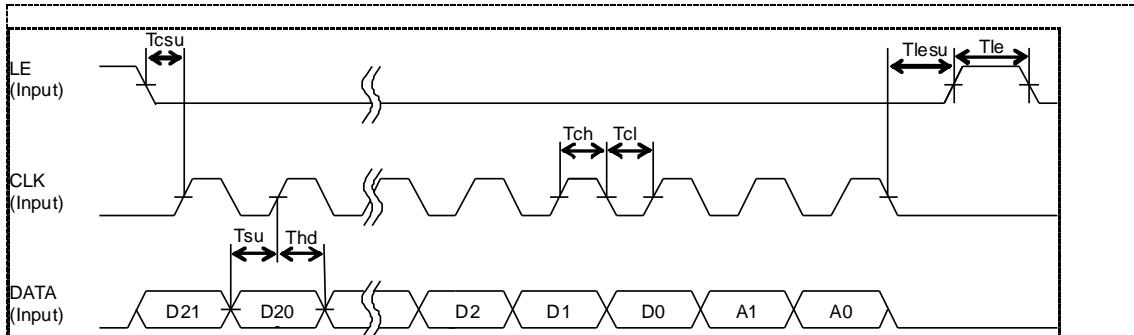 Tcsu
Tlesu Tle
LE
(Input)
Tch Tcl
CLK
(Input)
Tsu Thd
DATA
(Input)
D21 D20 D2 D1 D0 A1 A0